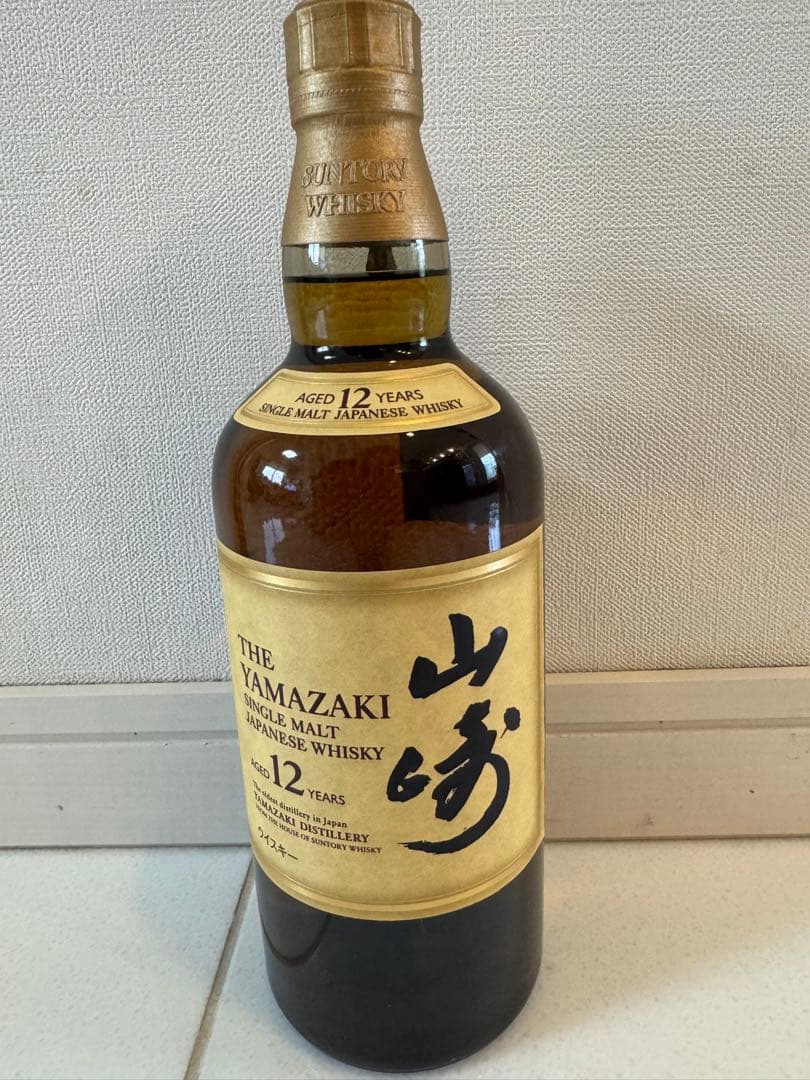 SUNTORY
WHISKY
AGED 12 YEARS
SINGLE MALT JAPANESE WHISKY
THE
YAMAZAKI
SINGLE MALT
JAPANESE WHISKY
AGED 12 YEARS
The oldest distillery in Japan
YAMAZAKI DISTILLERY
FROM THE HOUSE OF SUNTORY WHISKY
ウイスキー
山崎